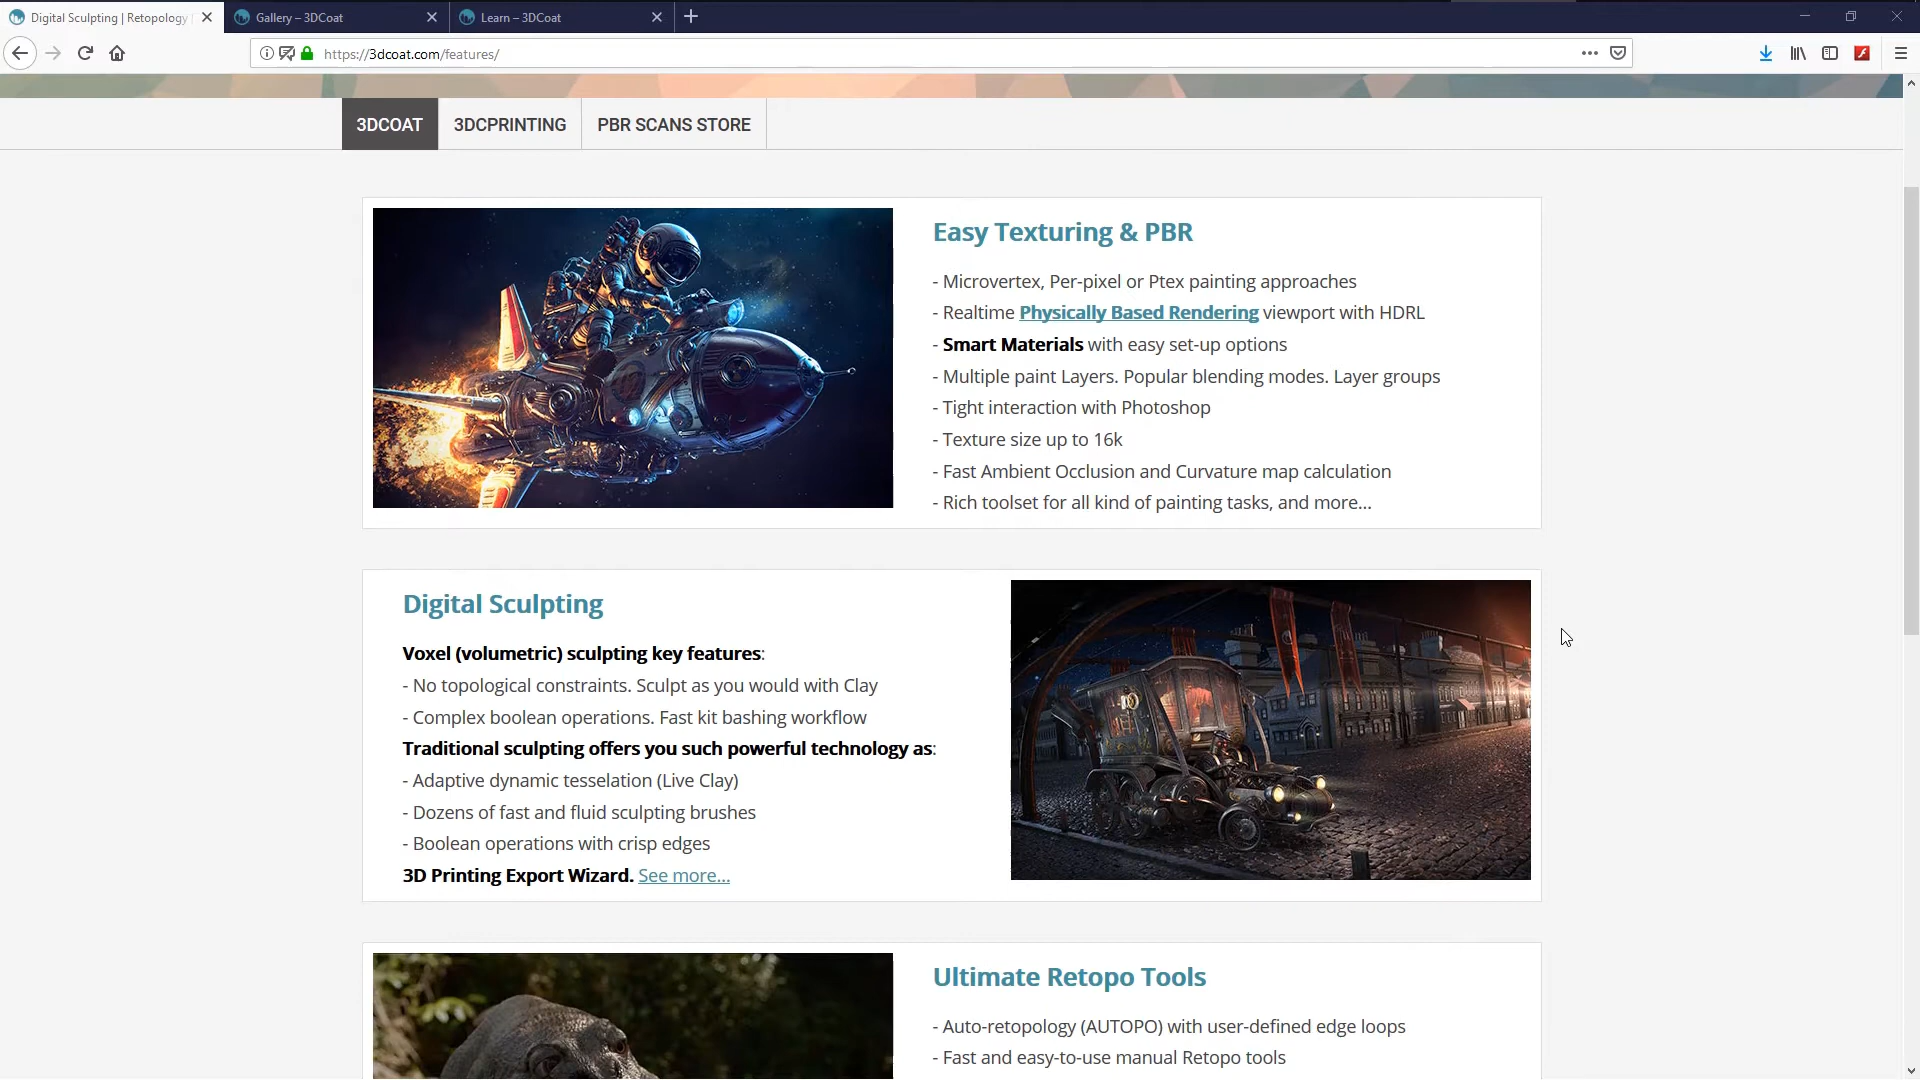 Digital Sculpting | Retopology
Gallery – 3DCoat
Learn – 3DCoat
https://3dcoat.com/features/
3DCOAT
3DCPRINTING
PBR SCANS STORE
Easy Texturing & PBR
- Microvertex, Per-pixel or Ptex painting approaches
- Realtime Physically Based Rendering viewport with HDRL
- Smart Materials with easy set-up options
- Multiple paint Layers. Popular blending modes. Layer groups
- Tight interaction with Photoshop
- Texture size up to 16k
- Fast Ambient Occlusion and Curvature map calculation
- Rich toolset for all kind of painting tasks, and more...
Digital Sculpting
Voxel (volumetric) sculpting key features:
- No topological constraints. Sculpt as you would with Clay
- Complex boolean operations. Fast kit bashing workflow
Traditional sculpting offers you such powerful technology as:
- Adaptive dynamic tesselation (Live Clay)
- Dozens of fast and fluid sculpting brushes
- Boolean operations with crisp edges
3D Printing Export Wizard. See more...
Ultimate Retopo Tools
- Auto-retopology (AUTOPO) with user-defined edge loops
- Fast and easy-to-use manual Retopo tools